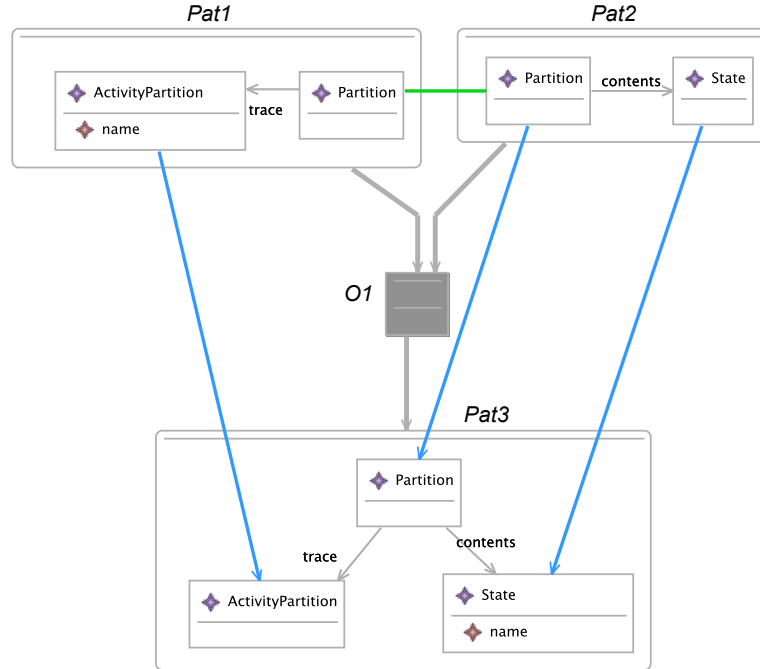 Pat1
Pat2
ActivityPartition
name
trace
Partition
Partition
contents
State
O1
Pat3
Partition
trace
contents
ActivityPartition
State
name